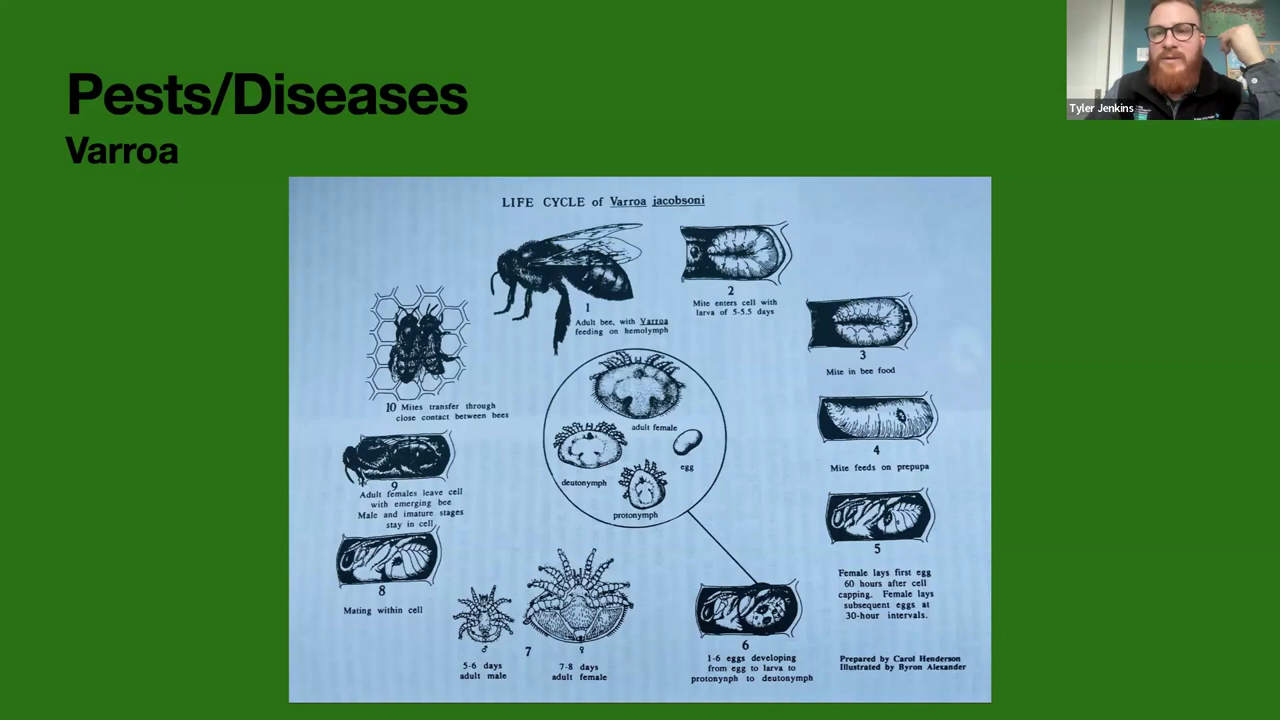 Pests/Diseases
Varroa
Tyler Jenkins
LIFE CYCLE of Varroa jacobsoni
1
Adult bee, with Varroa
feeding on hemolymph
2
Mite enters cell with
larva of 5-5.5 days
3
Mite in bee food
4
Mite feeds on prepupa
5
Female lays first egg
60 hours after cell
capping. Female lays
subsequent eggs at
30-hour intervals.
6
1-6 eggs developing
from egg to larva to
protonynph to deutonymph
7
♂
5-6 days
adult male
♀
7-8 days
adult female
8
Mating within cell
9
Adult females leave cell
with emerging bee
Male and imature stages
stay in cell
10 Mites transfer through
close contact between bees
adult female
egg
deutonymph
protonymph
Prepared by Carol Henderson
Illustrated by Byron Alexander